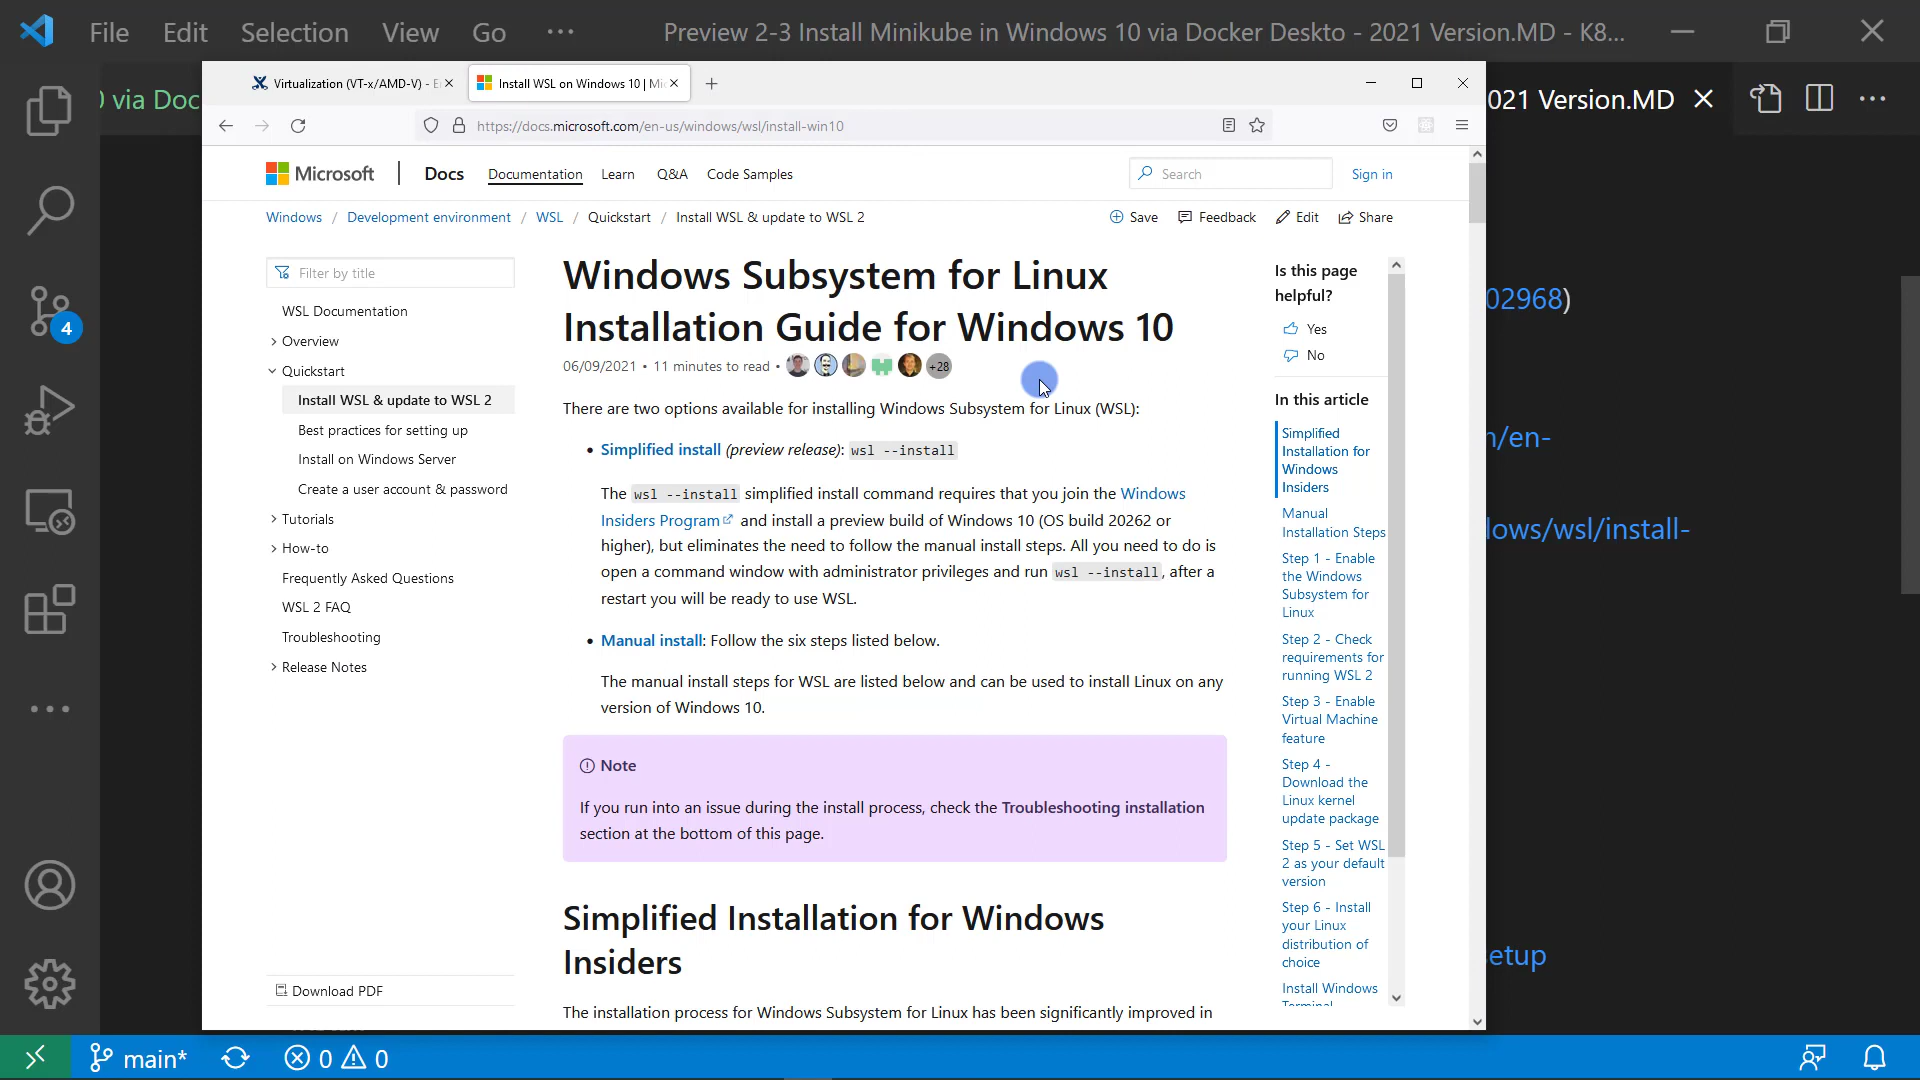 File Edit Selection View Go ··· Preview 2-3 Install Minikube in Windows 10 via Docker Deskto - 2021 Version.MD - K8...
) via Doc
021 Version.MD
Virtualization (VT-x/AMD-V) - E
Install WSL on Windows 10 | Mi
https://docs.microsoft.com/en-us/windows/wsl/install-win10
Microsoft Docs Documentation Learn Q&A Code Samples Search Sign in
Windows / Development environment / WSL / Quickstart / Install WSL & update to WSL 2
Save Feedback Edit Share
Filter by title
WSL Documentation
Overview
Quickstart
Install WSL & update to WSL 2
Best practices for setting up
Install on Windows Server
Create a user account & password
Tutorials
How-to
Frequently Asked Questions
WSL 2 FAQ
Troubleshooting
Release Notes
Download PDF
Windows Subsystem for Linux
Installation Guide for Windows 10
06/09/2021 • 11 minutes to read • +28
There are two options available for installing Windows Subsystem for Linux (WSL):
• Simplified install (preview release): wsl --install
The wsl --install simplified install command requires that you join the Windows
Insiders Program and install a preview build of Windows 10 (OS build 20262 or
higher), but eliminates the need to follow the manual install steps. All you need to do is
open a command window with administrator privileges and run wsl --install, after a
restart you will be ready to use WSL.
• Manual install: Follow the six steps listed below.
The manual install steps for WSL are listed below and can be used to install Linux on any
version of Windows 10.
Note
If you run into an issue during the install process, check the Troubleshooting installation
section at the bottom of this page.
Simplified Installation for Windows
Insiders
The installation process for Windows Subsystem for Linux has been significantly improved in
Is this page
helpful?
Yes
No
In this article
Simplified
Installation for
Windows
Insiders
Manual
Installation Steps
Step 1 - Enable
the Windows
Subsystem for
Linux
Step 2 - Check
requirements for
running WSL 2
Step 3 - Enable
Virtual Machine
feature
Step 4 -
Download the
Linux kernel
update package
Step 5 - Set WSL
2 as your default
version
Step 6 - Install
your Linux
distribution of
choice
Install Windows
Terminal
02968)
n/en-
lows/wsl/install-
etup
4
main* 0 0